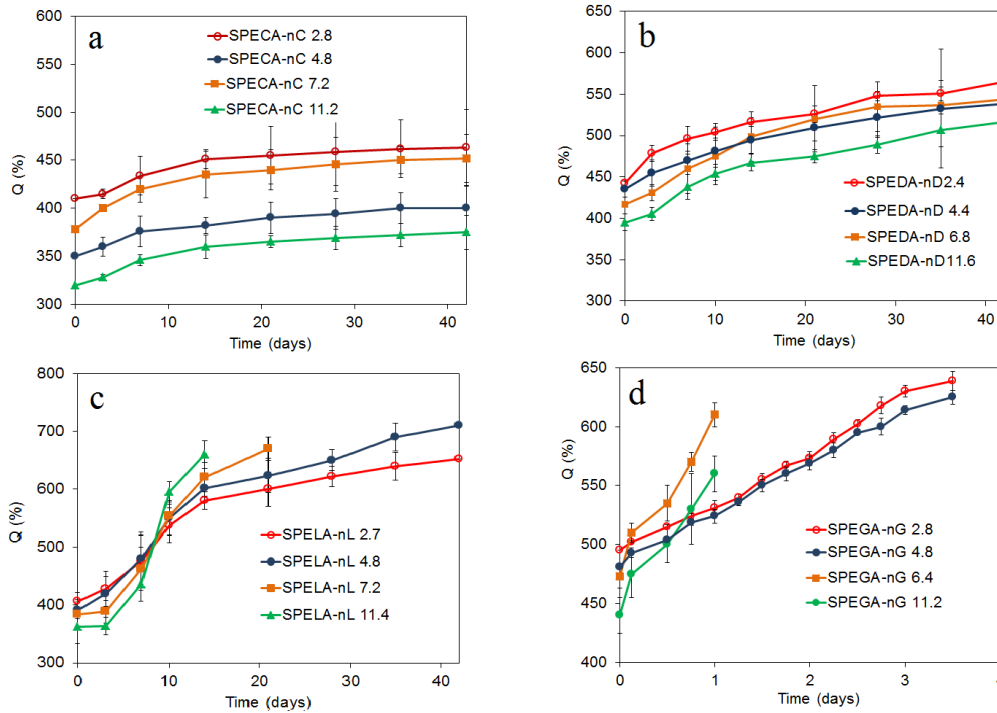 a
600
550
500
450
400
350
300
Q (%)
SPECA-nC 2.8
SPECA-nC 4.8
SPECA-nC 7.2
SPECA-nC 11.2
0 10 20 30 40
Time (days)
b
650
600
550
500
450
400
350
300
Q (%)
SPEDA-nD2.4
SPEDA-nD 4.4
SPEDA-nD 6.8
SPEDA-nD11.6
0 10 20 30 40
Time (days)
c
800
700
600
500
400
300
Q (%)
SPELA-nL 2.7
SPELA-nL 4.8
SPELA-nL 7.2
SPELA-nL 11.4
0 10 20 30 40
Time (days)
d
650
600
550
500
450
400
Q (%)
SPEGA-nG 2.8
SPEGA-nG 4.8
SPEGA-nG 6.4
SPEGA-nG 11.2
0 1 2 3
Time (days)